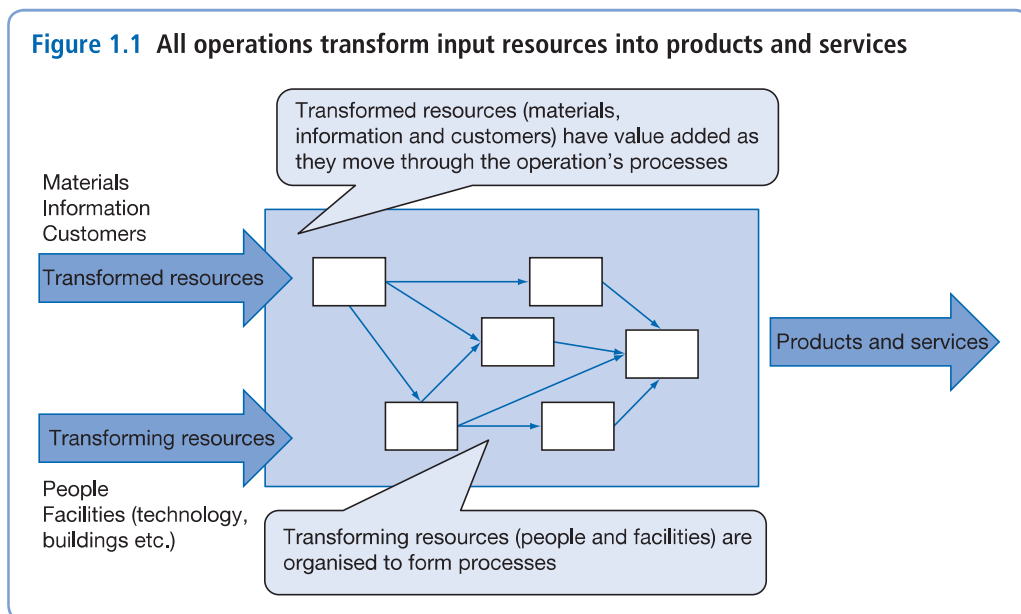 Figure 1.1 All operations transform input resources into products and services
Transformed resources (materials,
information and customers) have value added as
they move through the operation's processes
Materials
Information
Customers
Transformed resources
Products and services
Transforming resources
People
Facilities (technology,
buildings etc.)
Transforming resources (people and facilities) are
organised to form processes